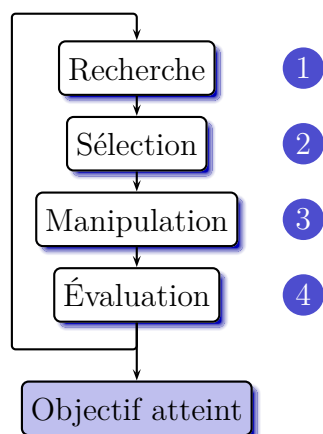 Recherche 1
Sélection 2
Manipulation 3
Évaluation 4
Objectif atteint